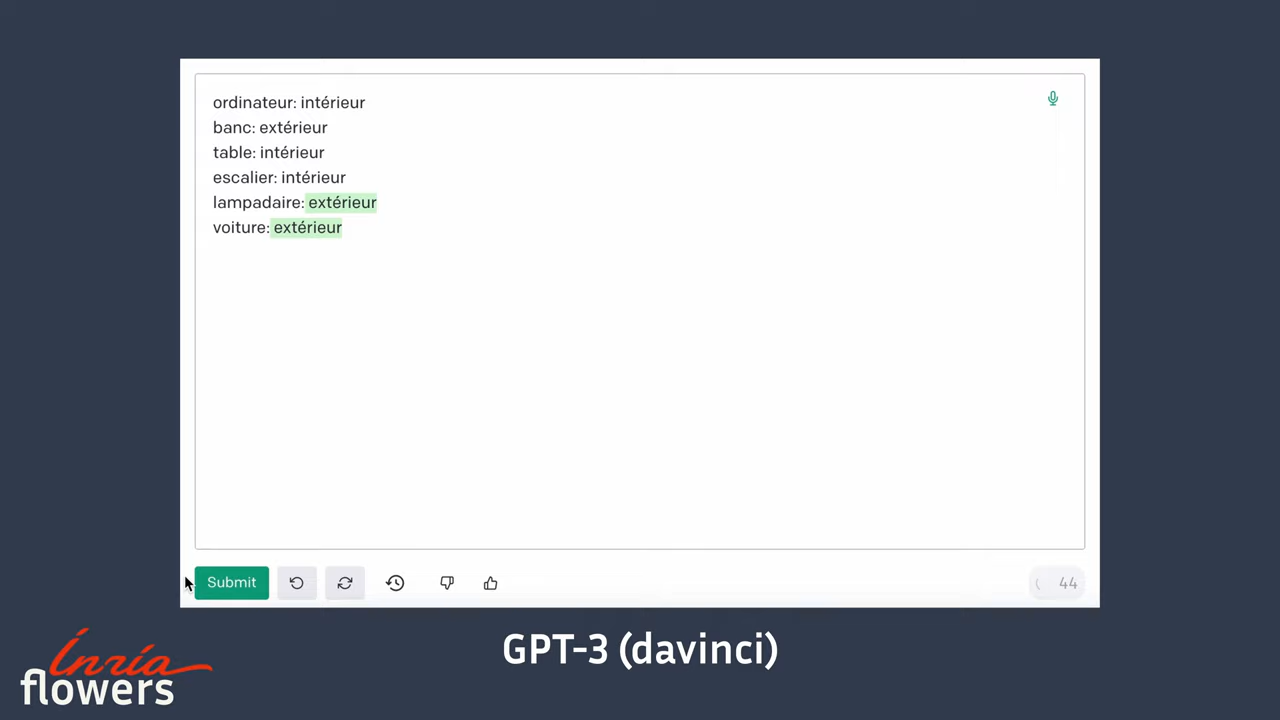 ordinateur: intérieur
banc: extérieur
table: intérieur
escalier: intérieur
lampadaire: extérieur
voiture: extérieur
Submit
44
GPT-3 (davinci)
Inria
flowers